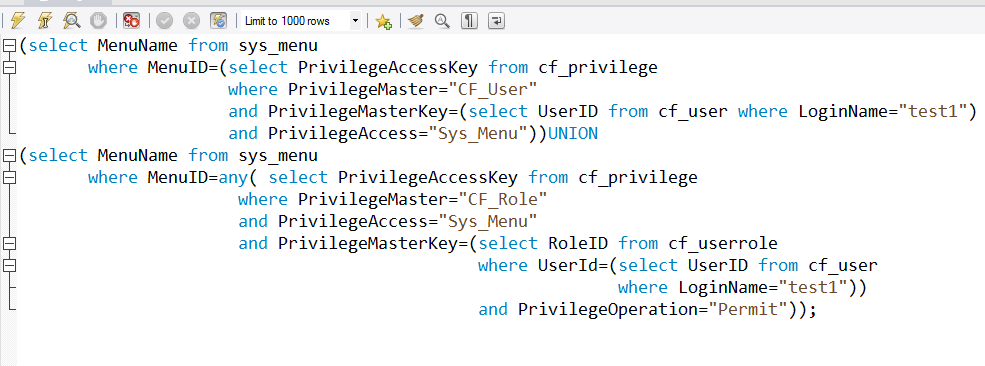 Limit to 1000 rows
(select MenuName from sys_menu
where MenuID=(select PrivilegeAccessKey from cf_privilege
where PrivilegeMaster="CF_User"
and PrivilegeMasterKey=(select UserID from cf_user where LoginName="test1")
and PrivilegeAccess="Sys_Menu"))UNION
(select MenuName from sys_menu
where MenuID=any( select PrivilegeAccessKey from cf_privilege
where PrivilegeMaster="CF_Role"
and PrivilegeAccess="Sys_Menu"
and PrivilegeMasterKey=(select RoleID from cf_userrole
where UserId=(select UserID from cf_user
where LoginName="test1"))
and PrivilegeOperation="Permit"));